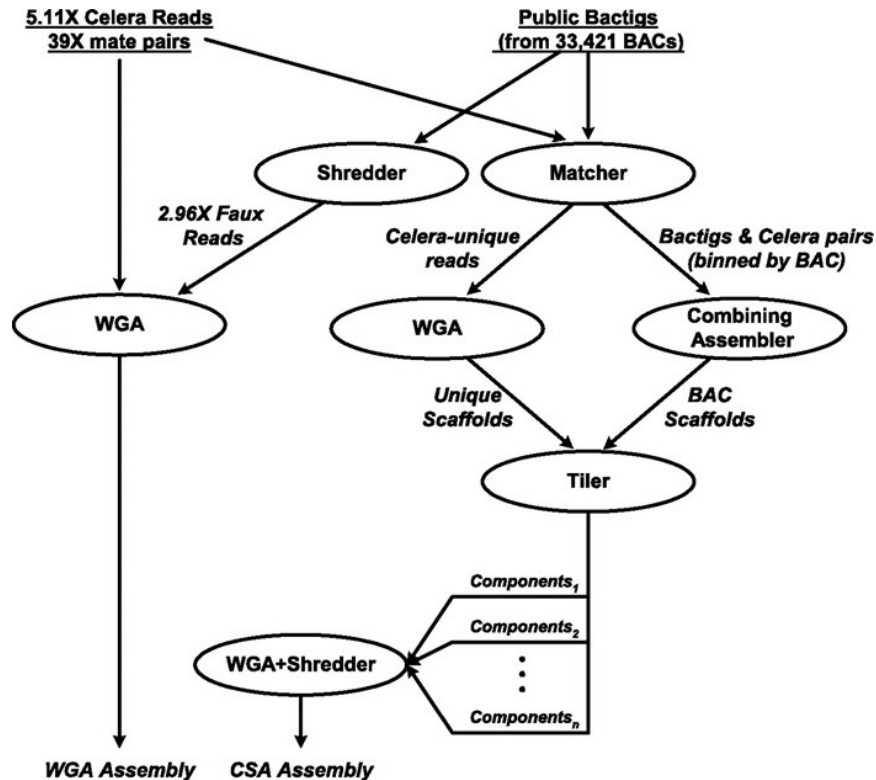 5.11X Celera Reads
39X mate pairs
Public Bactigs
(from 33,421 BACs)
Shredder
Matcher
2.96X Faux
Reads
Celera-unique
reads
Bactigs & Celera pairs
(binned by BAC)
WGA
WGA
Combining
Assembler
Unique
Scaffolds
BAC
Scaffolds
Tiler
Components1
Components2
WGA+Shredder
Componentsn
WGA Assembly
CSA Assembly